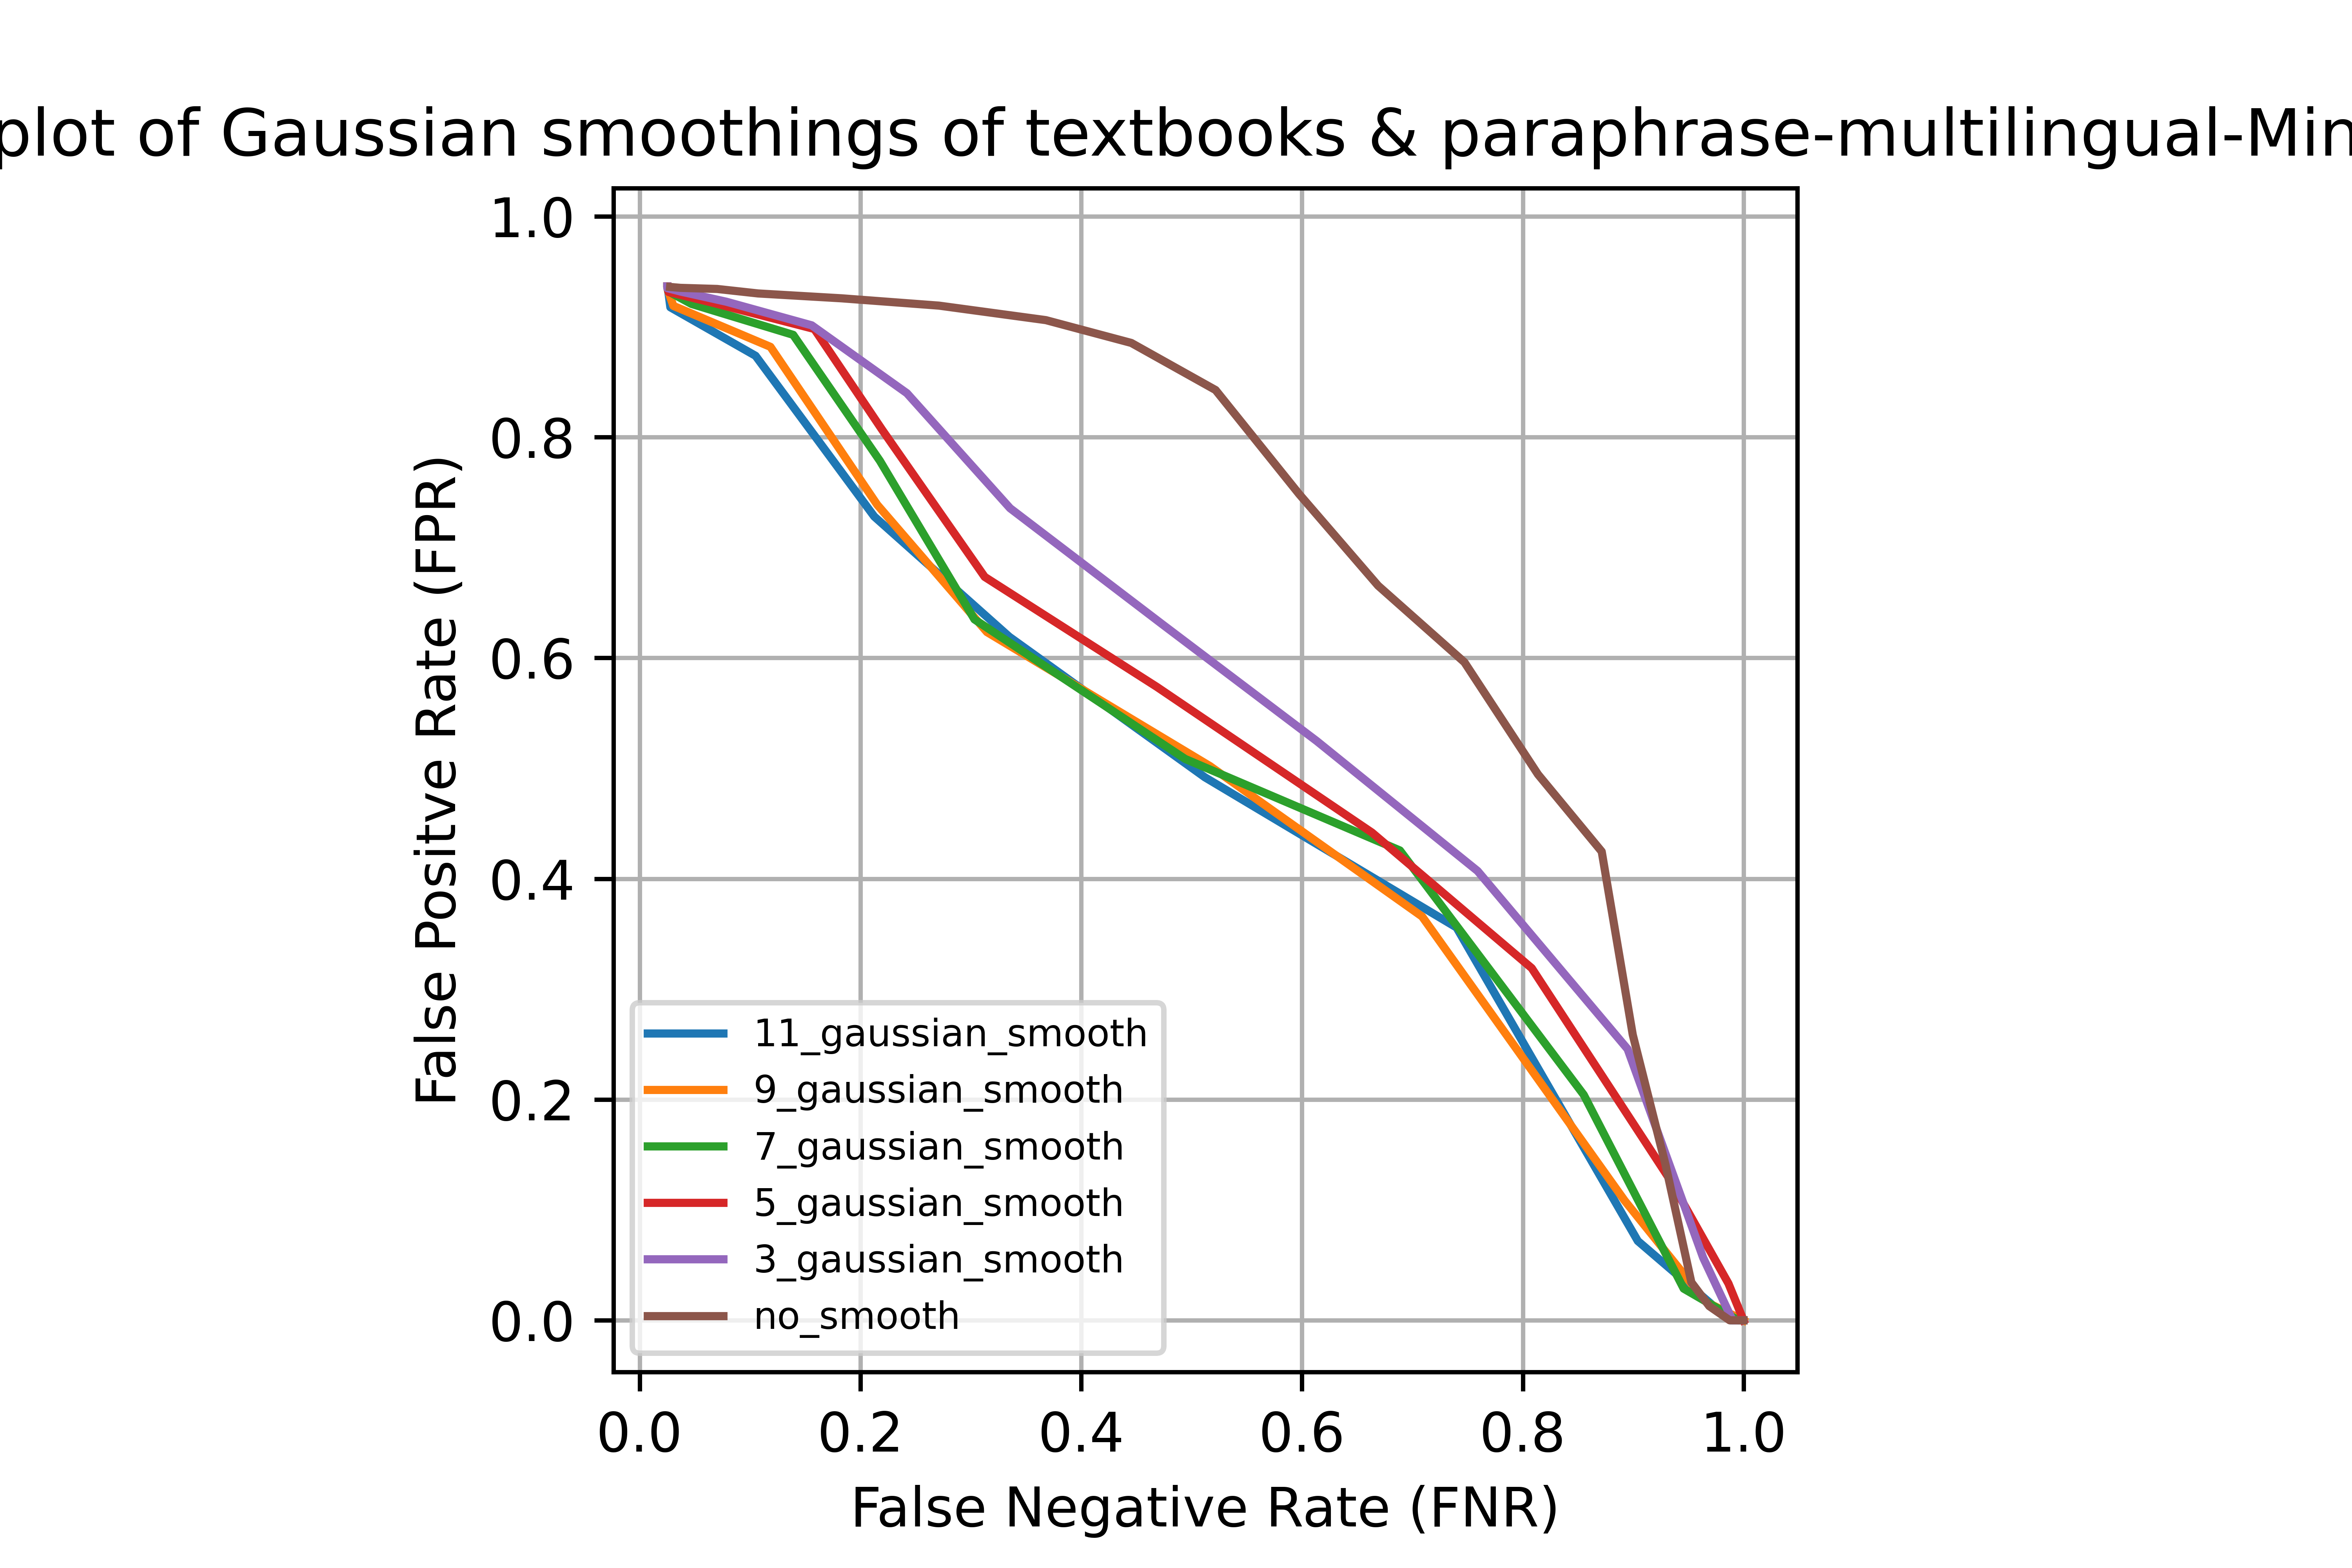 plot of Gaussian smoothings of textbooks & paraphrase-multilingual-Min
False Positve Rate (FPR)
1.0
0.8
0.6
0.4
0.2
0.0
11_gaussian_smooth
9_gaussian_smooth
7_gaussian_smooth
5_gaussian_smooth
3_gaussian_smooth
no_smooth
0.0 0.2 0.4 0.6 0.8 1.0
False Negative Rate (FNR)